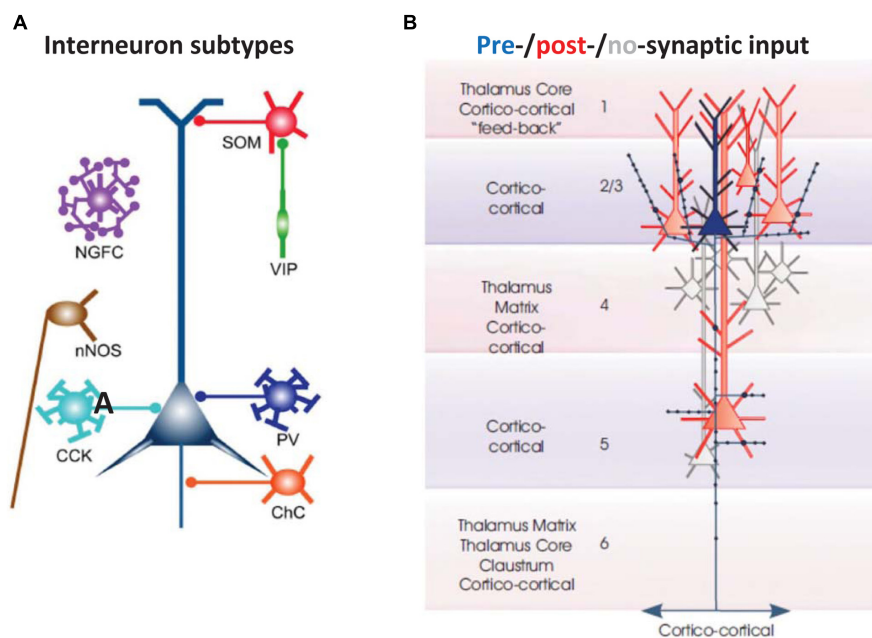 A
Interneuron subtypes
SOM
NGFC
VIP
nNOS
A
CCK
PV
ChC
B
Pre-/post-/no-synaptic input
Thalamus Core
Cortico-cortical
"feed-back"
1
Cortico-
cortical
2/3
Thalamus
Matrix
Cortico-
cortical
4
Cortico-
cortical
5
Thalamus Matrix
Thalamus Core
Claustrum
Cortico-cortical
6
Cortico-cortical